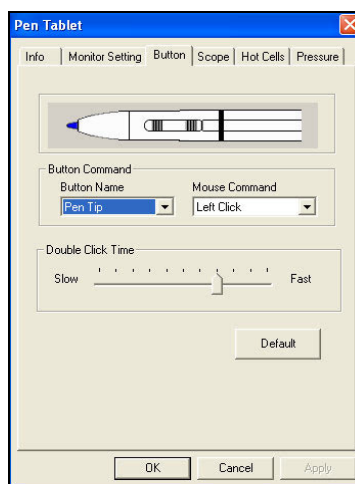 Pen Tablet
Info Monitor Setting Button Scope Hot Cells Pressure
Button Command
Button Name Mouse Command
Pen Tip Left Click
Double Click Time
Slow Fast
Default
OK Cancel Apply